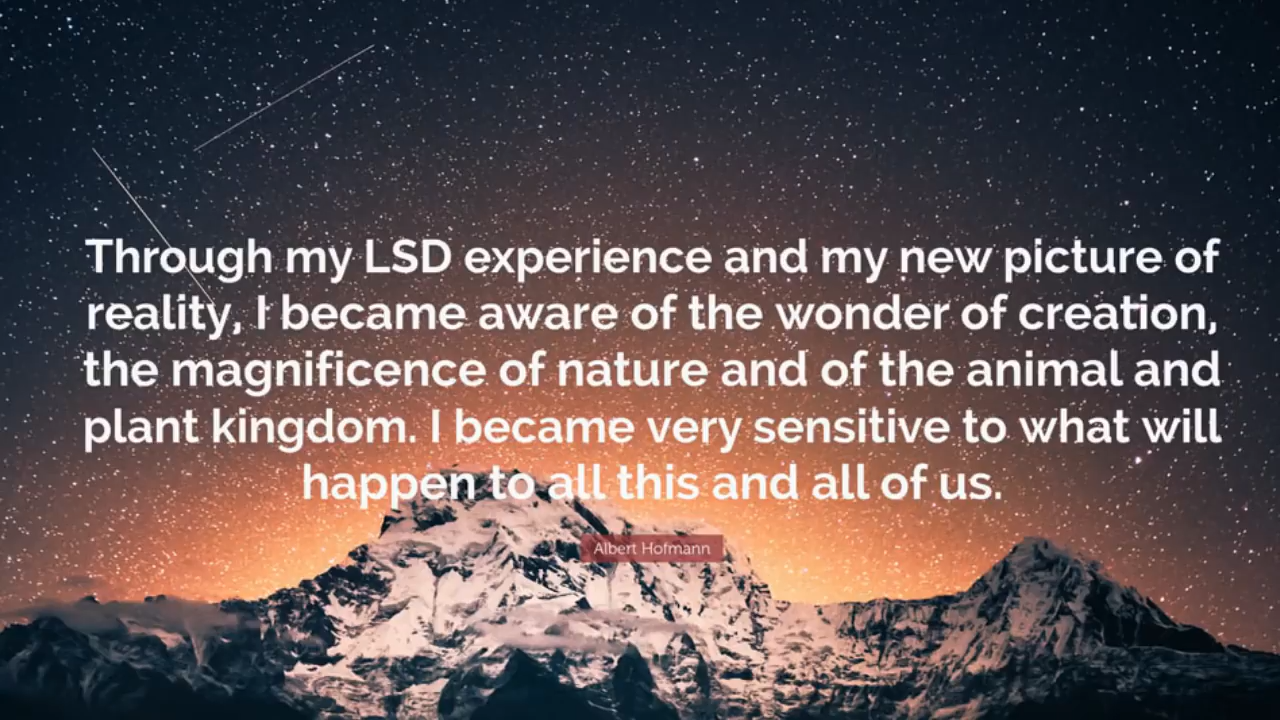 Through my LSD experience and my new picture of
reality, I became aware of the wonder of creation,
the magnificence of nature and of the animal and
plant kingdom. I became very sensitive to what will
happen to all this and all of us.
Albert Hofmann